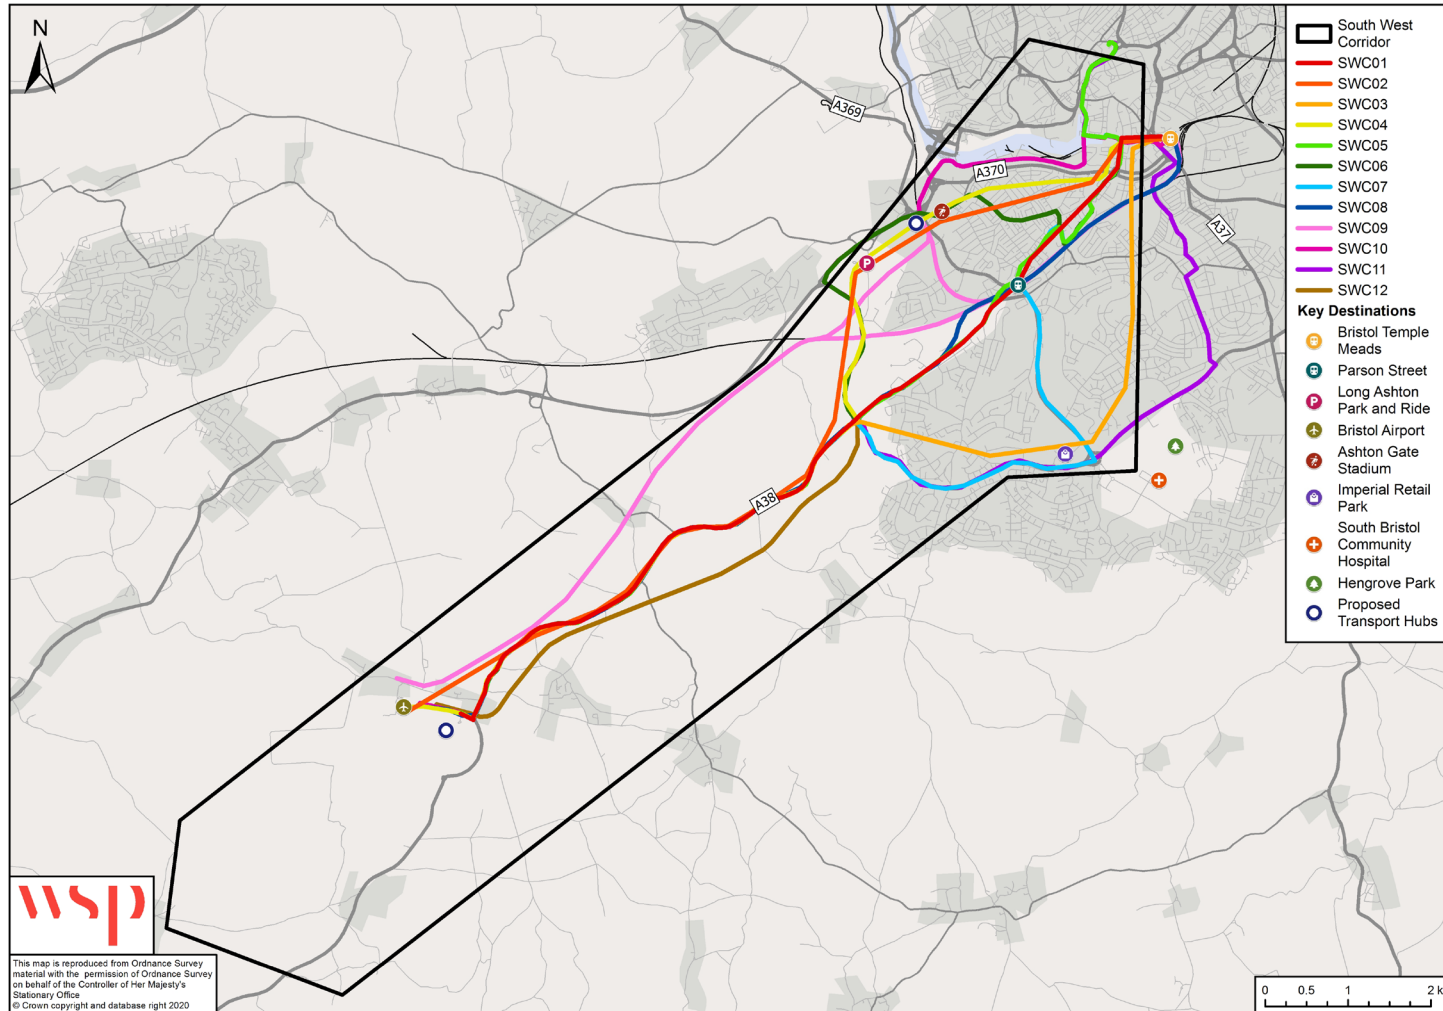 N
A369
A370
A37
A38
South West
Corridor
SWC01
SWC02
SWC03
SWC04
SWC05
SWC06
SWC07
SWC08
SWC09
SWC10
SWC11
SWC12
Key Destinations
Bristol Temple
Meads
Parson Street
P
Long Ashton
Park and Ride
Bristol Airport
Ashton Gate
Stadium
Imperial Retail
Park
South Bristol
Community
Hospital
Hengrove Park
Proposed
Transport Hubs
P
wsp
This map is reproduced from Ordnance Survey
material with the permission of Ordnance Survey
on behalf of the Controller of Her Majesty's
Stationary Office
© Crown copyright and database right 2020
0 0.5 1 2 k